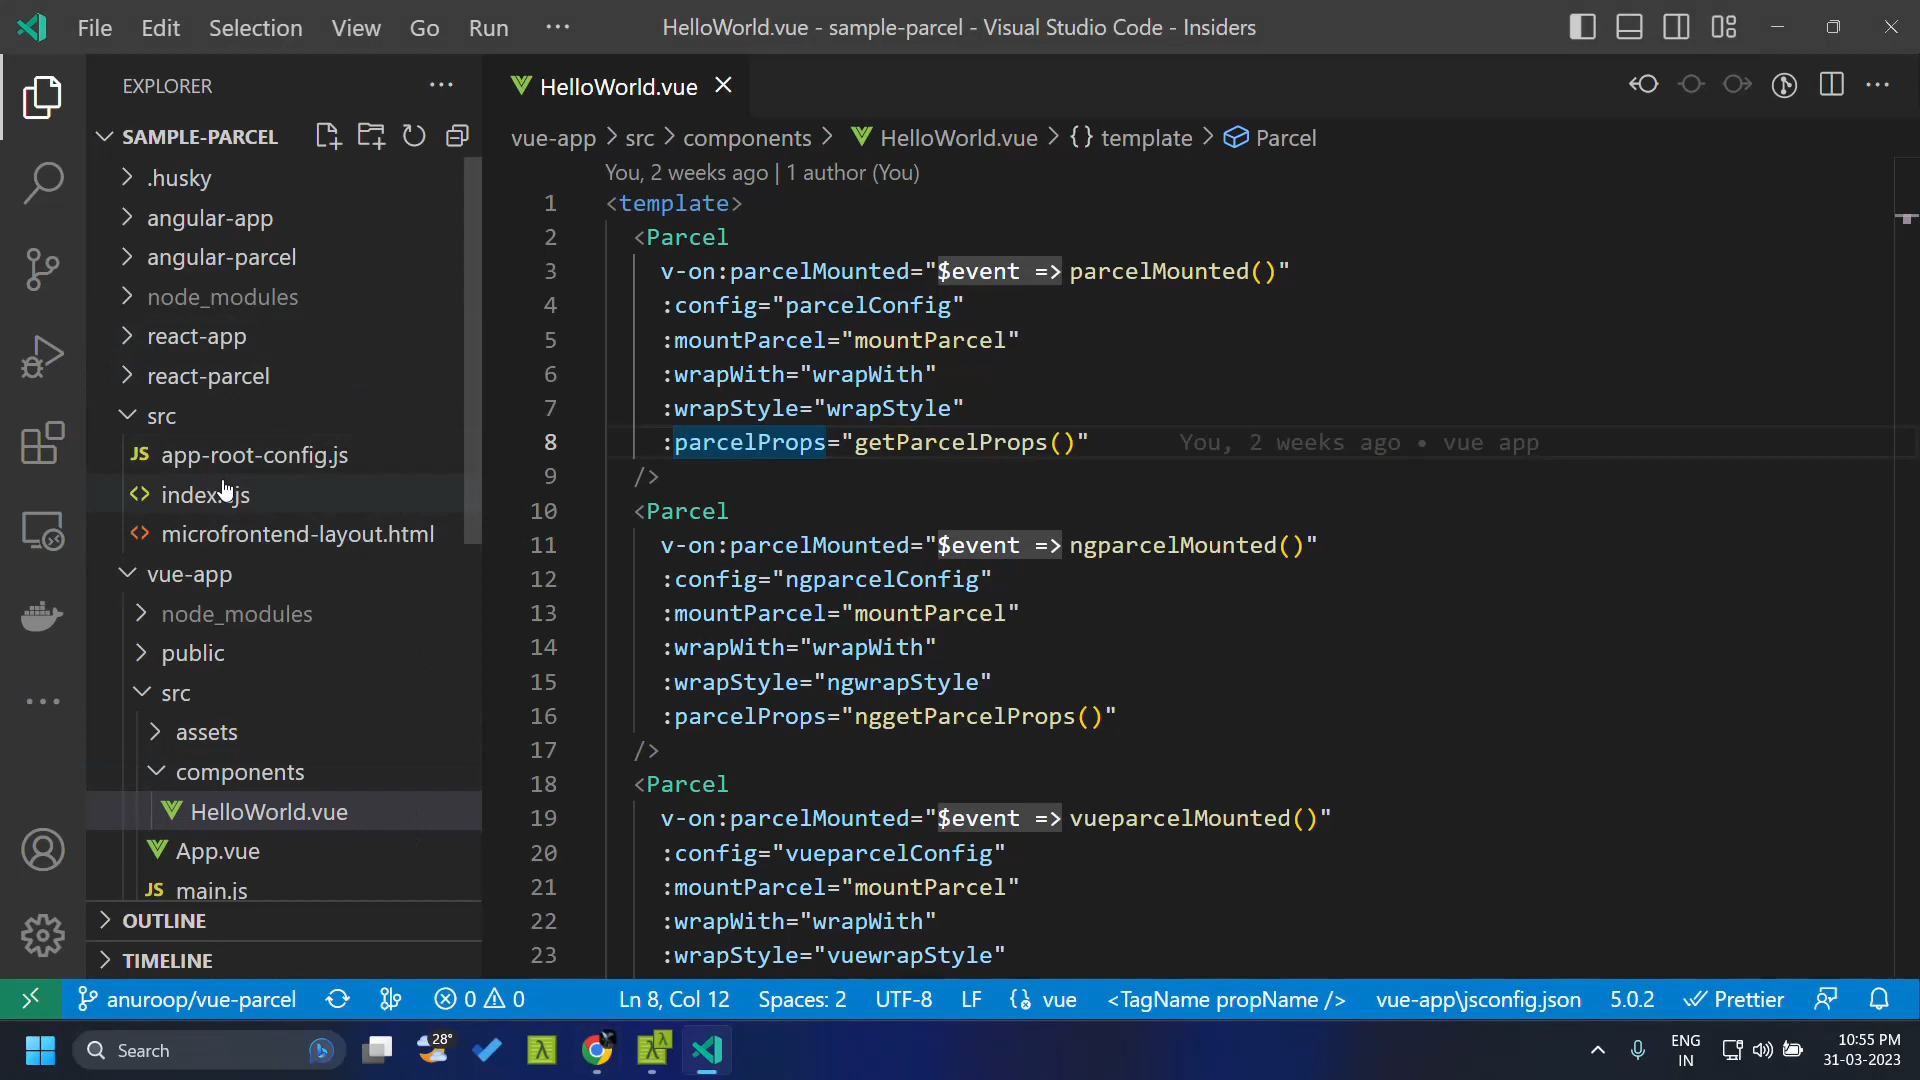 File Edit Selection View Go Run ··· HelloWorld.vue - sample-parcel - Visual Studio Code - Insiders
EXPLORER ···
HelloWorld.vue
SAMPLE-PARCEL
vue-app > src > components > HelloWorld.vue > {} template > Parcel
You, 2 weeks ago | 1 author (You)
.husky
angular-app
angular-parcel
node_modules
react-app
react-parcel
src
JS app-root-config.js
<> microfrontend-layout.html
vue-app
node_modules
public
src
assets
components
HelloWorld.vue
App.vue
JS main.js
OUTLINE
TIMELINE
1 <template>
2 <Parcel
3 v-on:parcelMounted="$event => parcelMounted()"
4 :config="parcelConfig"
5 :mountParcel="mountParcel"
6 :wrapWith="wrapWith"
7 :wrapStyle="wrapStyle"
8 :parcelProps="getParcelProps()" You, 2 weeks ago • vue app
9 />
10 <Parcel
11 v-on:parcelMounted="$event => ngparcelMounted()"
12 :config="ngparcelConfig"
13 :mountParcel="mountParcel"
14 :wrapWith="wrapWith"
15 :wrapStyle="ngwrapStyle"
16 :parcelProps="nggetParcelProps()"
17 />
18 <Parcel
19 v-on:parcelMounted="$event => vueparcelMounted()"
20 :config="vueparcelConfig"
21 :mountParcel="mountParcel"
22 :wrapWith="wrapWith"
23 :wrapStyle="vuewrapStyle"
anuroop/vue-parcel 0 0 Ln 8, Col 12 Spaces: 2 UTF-8 LF {} vue <TagName propName /> vue-app\jsconfig.json 5.0.2 Prettier
Search 28° ENG 10:55 PM
IN 31-03-2023